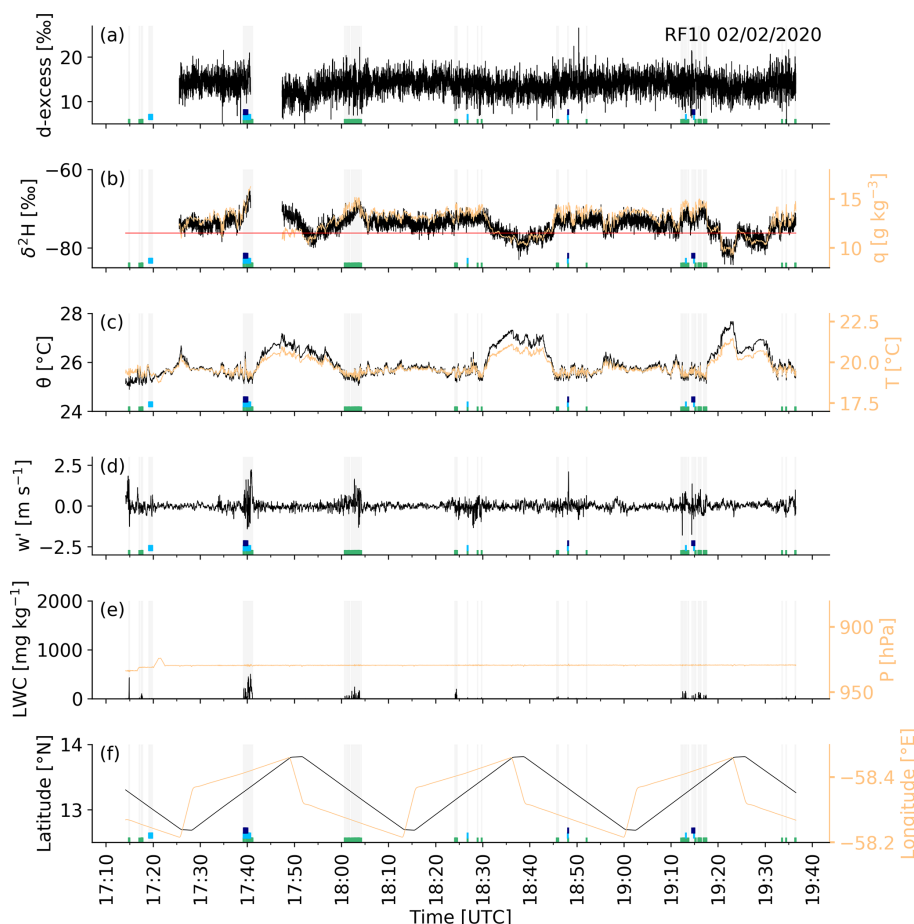 (a)
RF10 02/02/2020
d-excess [‰]
20
10
(b)
δ²H [‰]
−60
−80
q [g kg⁻³]
15
10
(c)
θ [°C]
28
26
24
T [°C]
22.5
20.0
17.5
(d)
w' [m s⁻¹]
2.5
0.0
−2.5
(e)
LWC [mg kg⁻¹]
2000
1000
0
P [hPa]
900
950
(f)
Latitude [°N]
14
13
Longitude [°E]
−58.4
−58.2
17:10
17:20
17:30
17:40
17:50
18:00
18:10
18:20
18:30
18:40
18:50
19:00
19:10
19:20
19:30
19:40
Time [UTC]